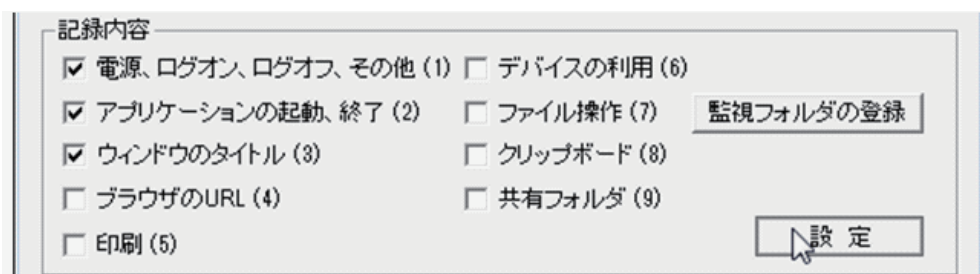 記録内容
電源、ログオン、ログオフ、その他 (1)
アプリケーションの起動、終了 (2)
ウィンドウのタイトル (3)
ブラウザのURL (4)
印刷 (5)
デバイスの利用 (6)
ファイル操作 (7)
監視フォルダの登録
クリップボード (8)
共有フォルダ (9)
設 定